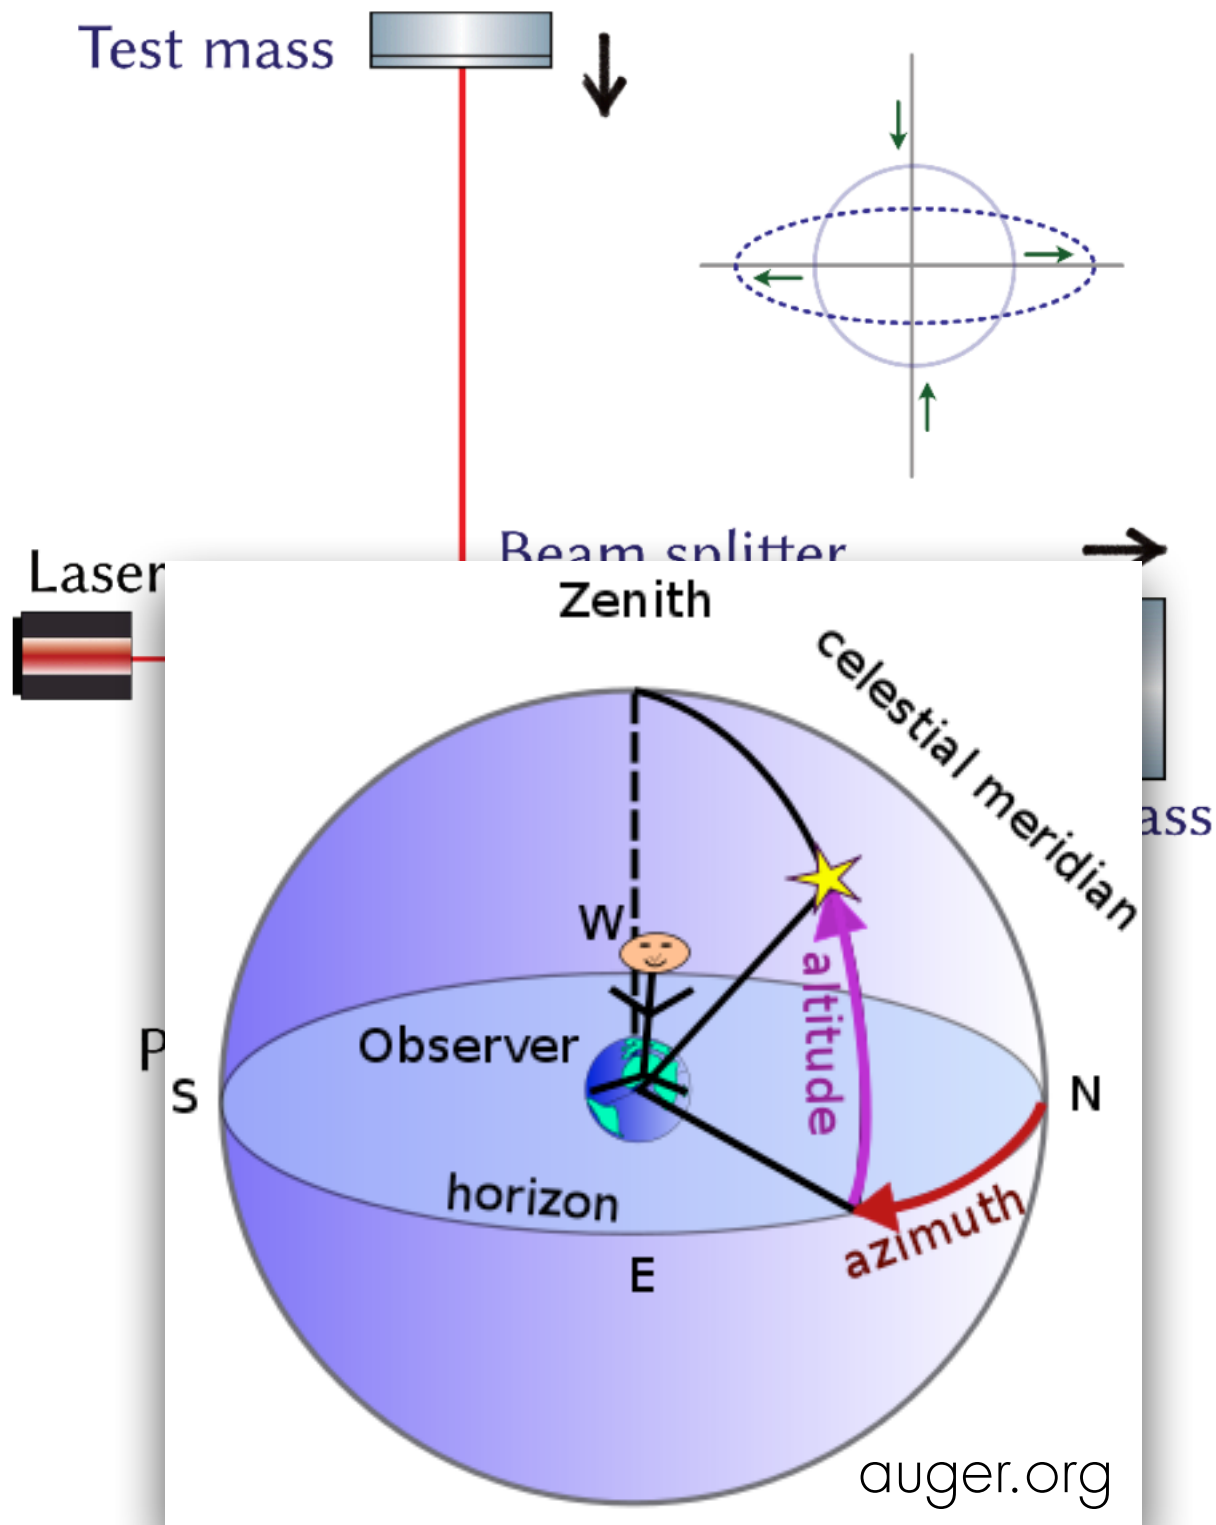 Test mass
Beam splitter
Laser
Zenith
celestial meridian
ass
W
altitude
Observer
P
S
N
horizon
azimuth
E
auger.org